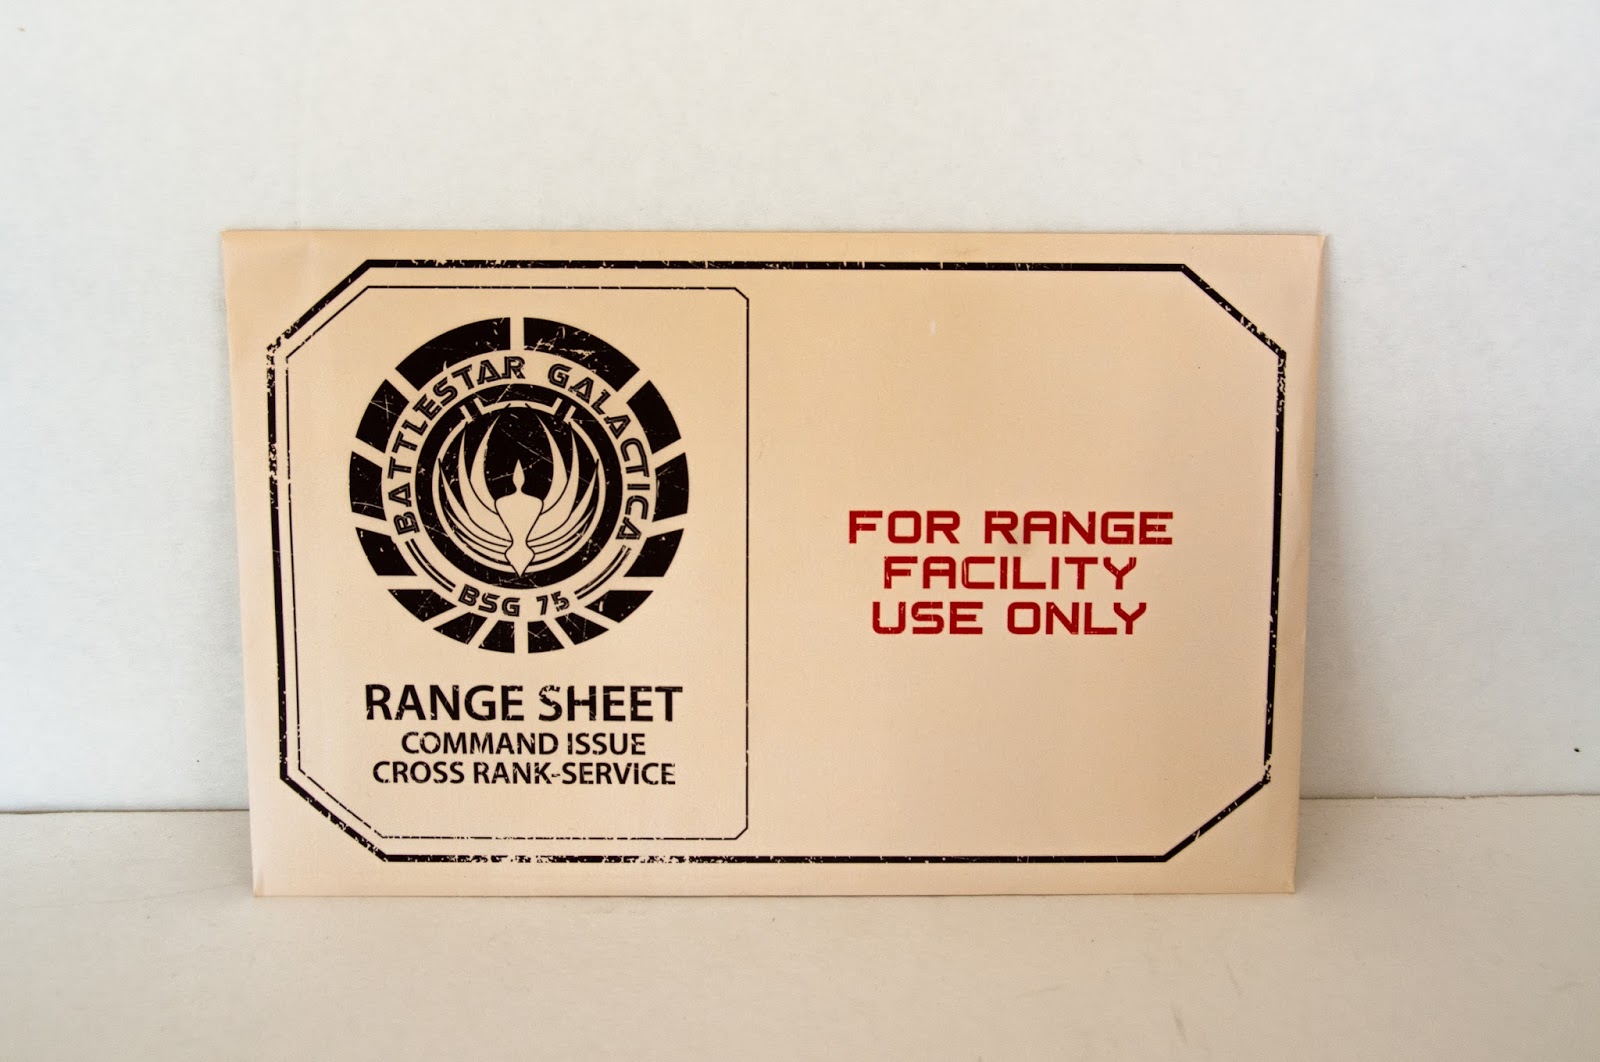 BATTLESTAR GALACTICA
BSG 75
RANGE SHEET
COMMAND ISSUE
CROSS RANK-SERVICE
FOR RANGE
FACILITY
USE ONLY